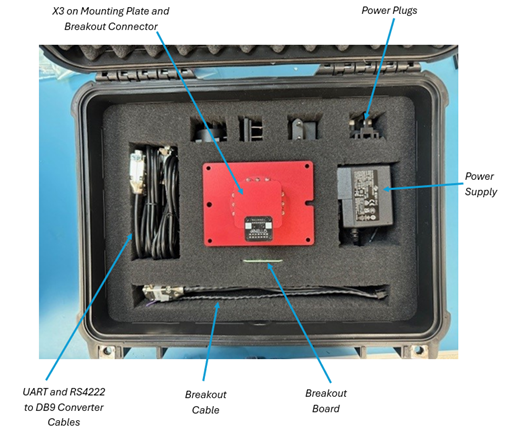 X3 on Mounting Plate and
Breakout Connector
Power Plugs
Power
Supply
UART and RS4222
to DB9 Converter
Cables
Breakout
Cable
Breakout
Board